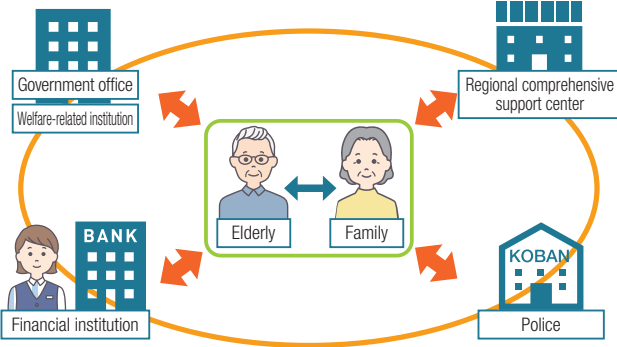 Government office
Welfare-related institution
Regional comprehensive
support center
Elderly
Family
BANK
Financial institution
KOBAN
Police